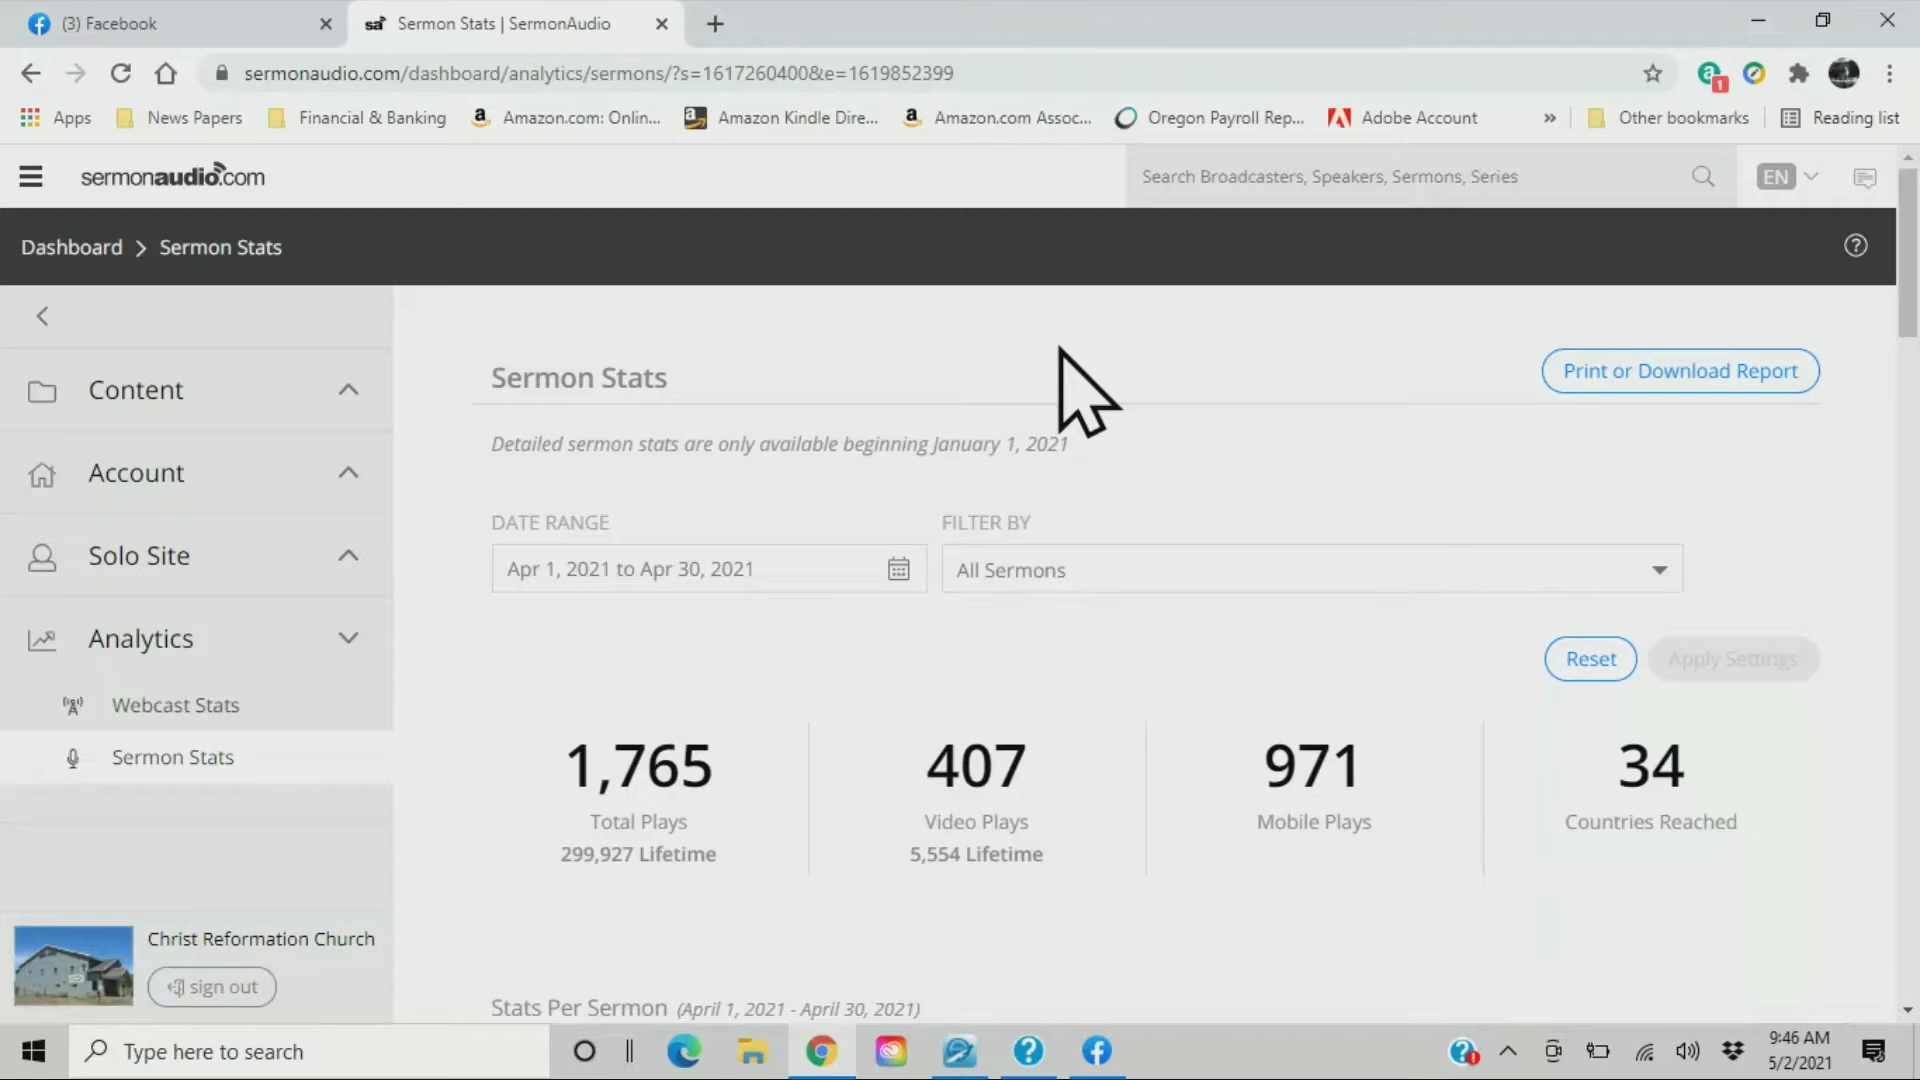 (3) Facebook
sa Sermon Stats | SermonAudio
sermonaudio.com/dashboard/analytics/sermons/?s=1617260400&e=1619852399
a 1
Apps News Papers Financial & Banking a Amazon.com: Onlin... a Amazon Kindle Dire... a Amazon.com Assoc... Oregon Payroll Rep... Adobe Account » Other bookmarks Reading list
sermonaudio.com
Search Broadcasters, Speakers, Sermons, Series
EN
Dashboard > Sermon Stats
?
Content
Account
Solo Site
Analytics
Webcast Stats
Sermon Stats
Christ Reformation Church
sign out
Sermon Stats
Print or Download Report
Detailed sermon stats are only available beginning January 1, 2021
DATE RANGE
FILTER BY
Apr 1, 2021 to Apr 30, 2021
All Sermons
Reset
Apply Settings
1,765
Total Plays
299,927 Lifetime
407
Video Plays
5,554 Lifetime
971
Mobile Plays
34
Countries Reached
Stats Per Sermon (April 1, 2021 - April 30, 2021)
Type here to search
9:46 AM
5/2/2021